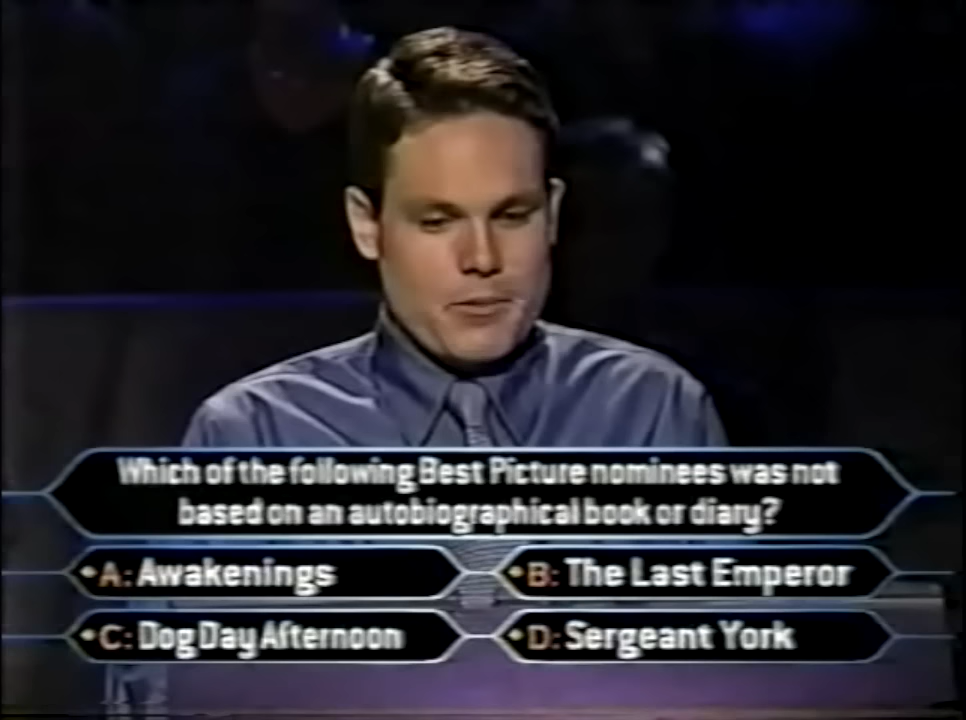 Which of the following Best Picture nominees was not
based on an autobiographical book or diary?
A: Awakenings
B: The Last Emperor
C: Dog Day Afternoon
D: Sergeant York